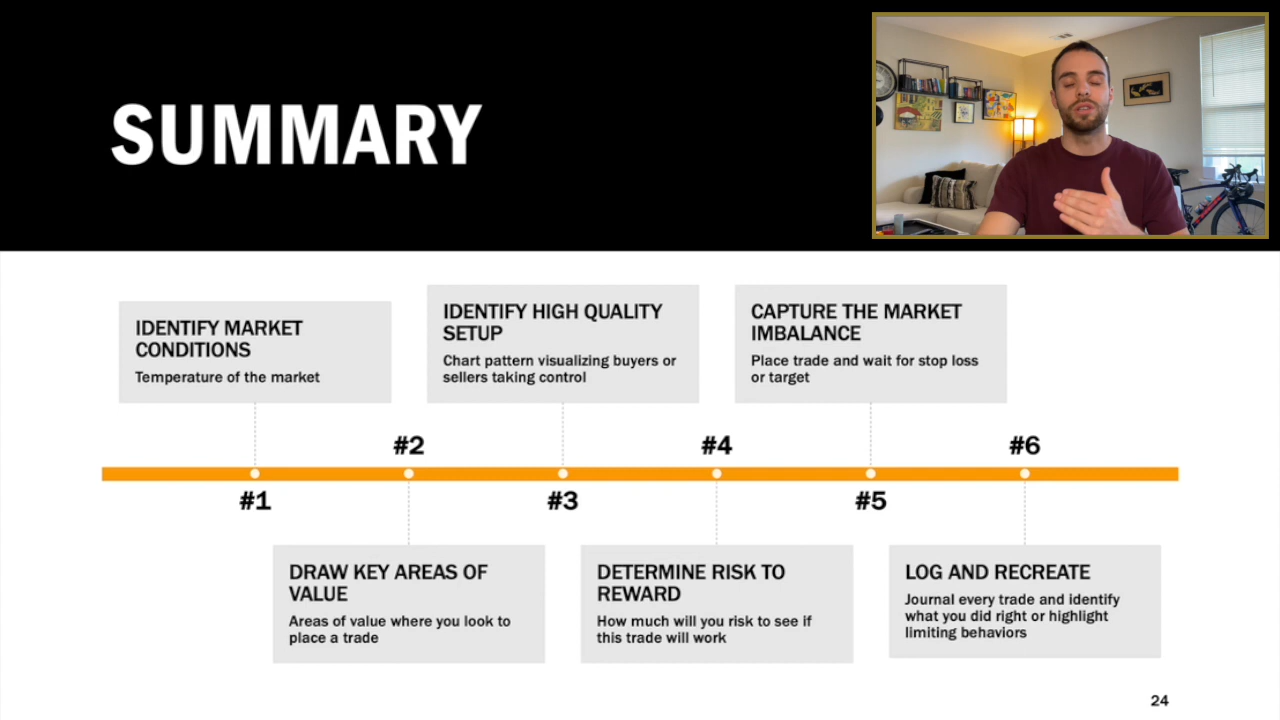 SUMMARY
IDENTIFY MARKET
CONDITIONS
Temperature of the market
IDENTIFY HIGH QUALITY
SETUP
Chart pattern visualizing buyers or
sellers taking control
CAPTURE THE MARKET
IMBALANCE
Place trade and wait for stop loss
or target
#2
#4
#6
#1
#3
#5
DRAW KEY AREAS OF
VALUE
Areas of value where you look to
place a trade
DETERMINE RISK TO
REWARD
How much will you risk to see if
this trade will work
LOG AND RECREATE
Journal every trade and identify
what you did right or highlight
limiting behaviors
24